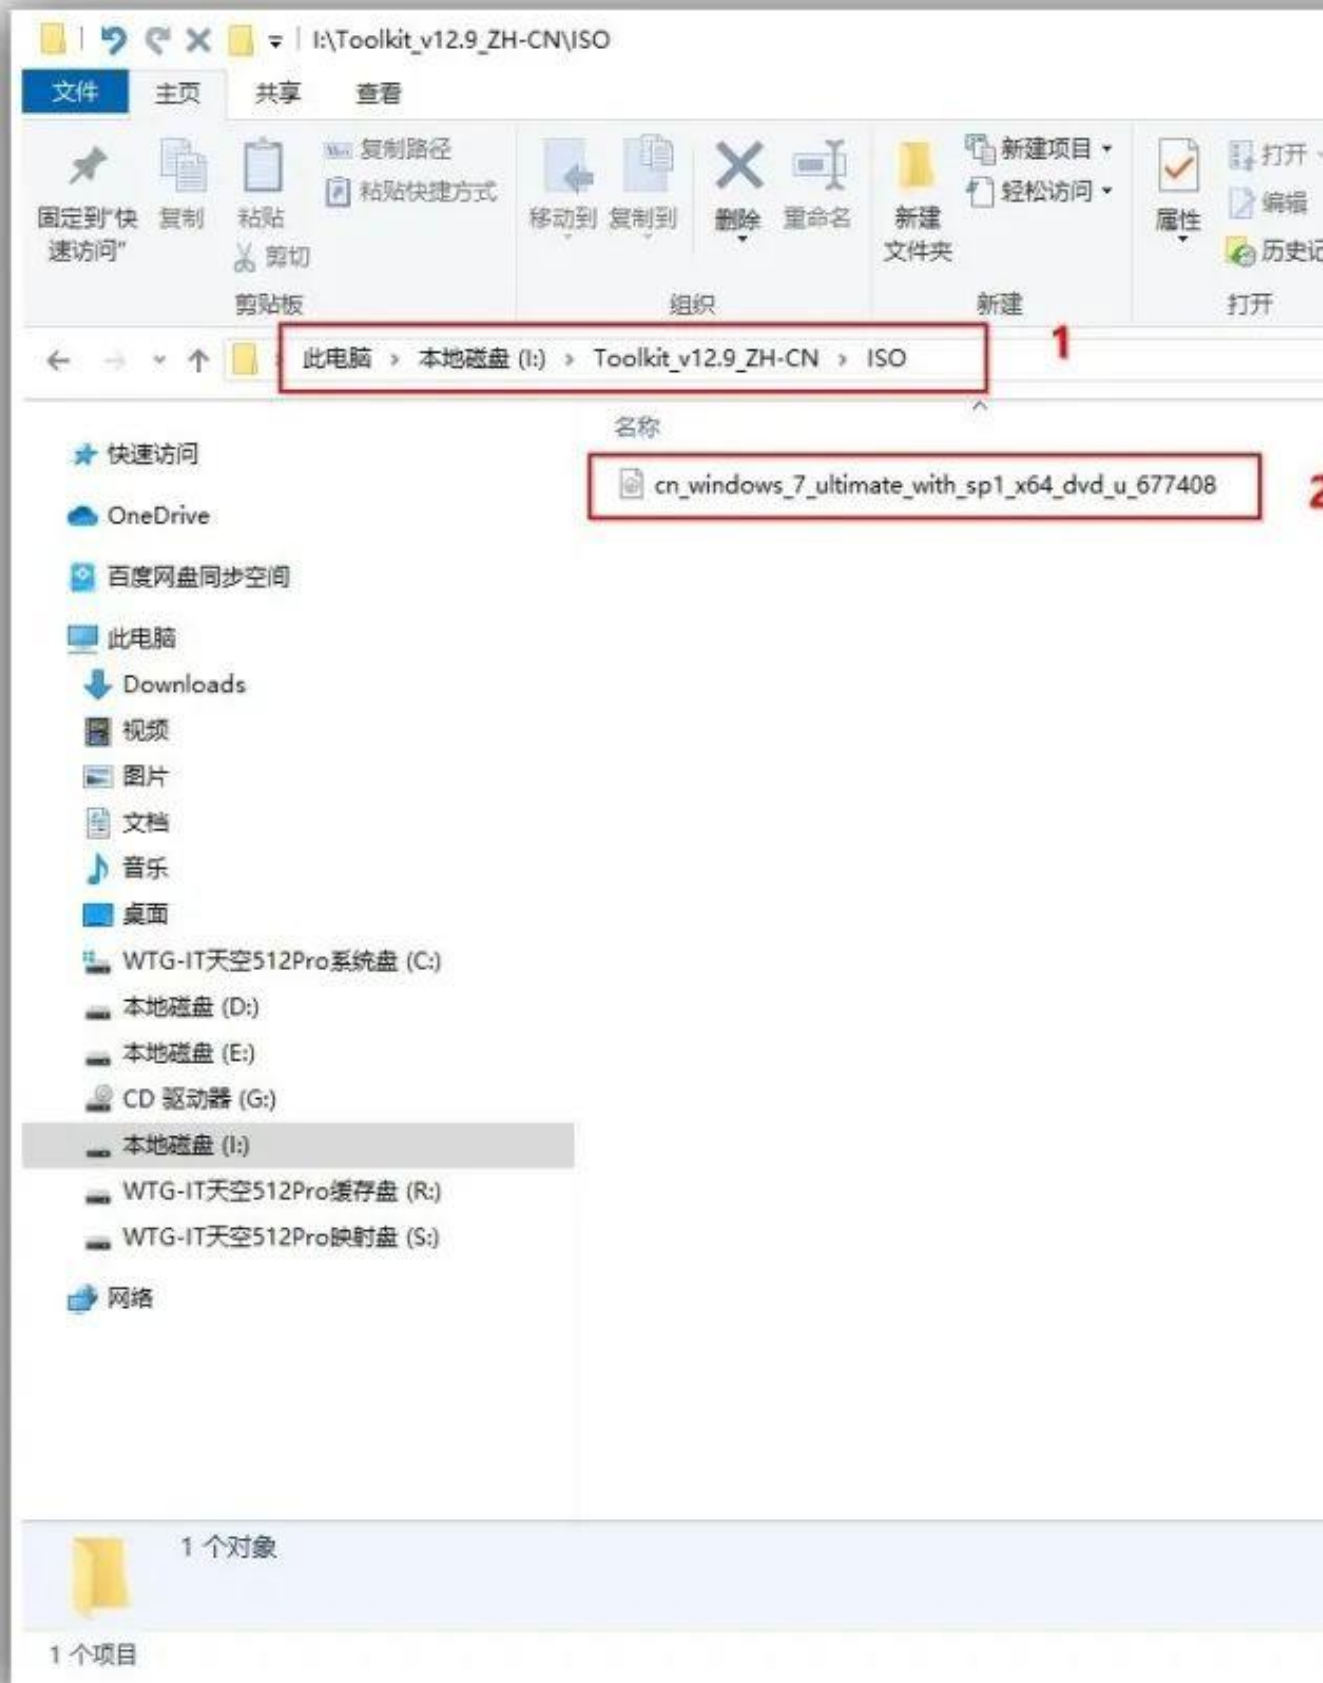 I:\Toolkit_v12.9_ZH-CN\ISO
文件 主页 共享 查看
固定到"快速访问"
复制
粘贴
复制路径
粘贴快捷方式
剪切
移动到
复制到
删除
重命名
新建文件夹
新建项目
轻松访问
属性
打开
编辑
剪贴板
组织
新建
打开
此电脑 › 本地磁盘 (I:) › Toolkit_v12.9_ZH-CN › ISO
1
名称
cn_windows_7_ultimate_with_sp1_x64_dvd_u_677408
2
快速访问
OneDrive
百度网盘同步空间
此电脑
Downloads
视频
图片
文档
音乐
桌面
WTG-IT天空512Pro系统盘 (C:)
本地磁盘 (D:)
本地磁盘 (E:)
CD 驱动器 (G:)
本地磁盘 (I:)
WTG-IT天空512Pro缓存盘 (R:)
WTG-IT天空512Pro映射盘 (S:)
网络
1 个对象
1 个项目